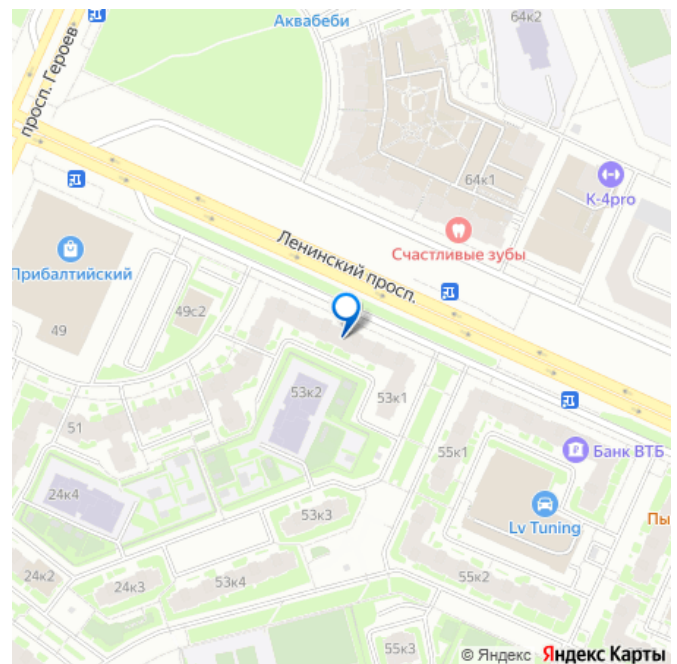 Аквабеби
64к2
просп. Героев
64к1
К-4pro
Счастливые зубы
Ленинский просп.
Прибалтийский
49
49с2
53к2
53к1
51
55к1
Банк ВТБ
24к4
Lv Tuning
Пы
53к3
24к2
24к3
53к4
55к2
55к3
© Яндекс Яндекс Карты